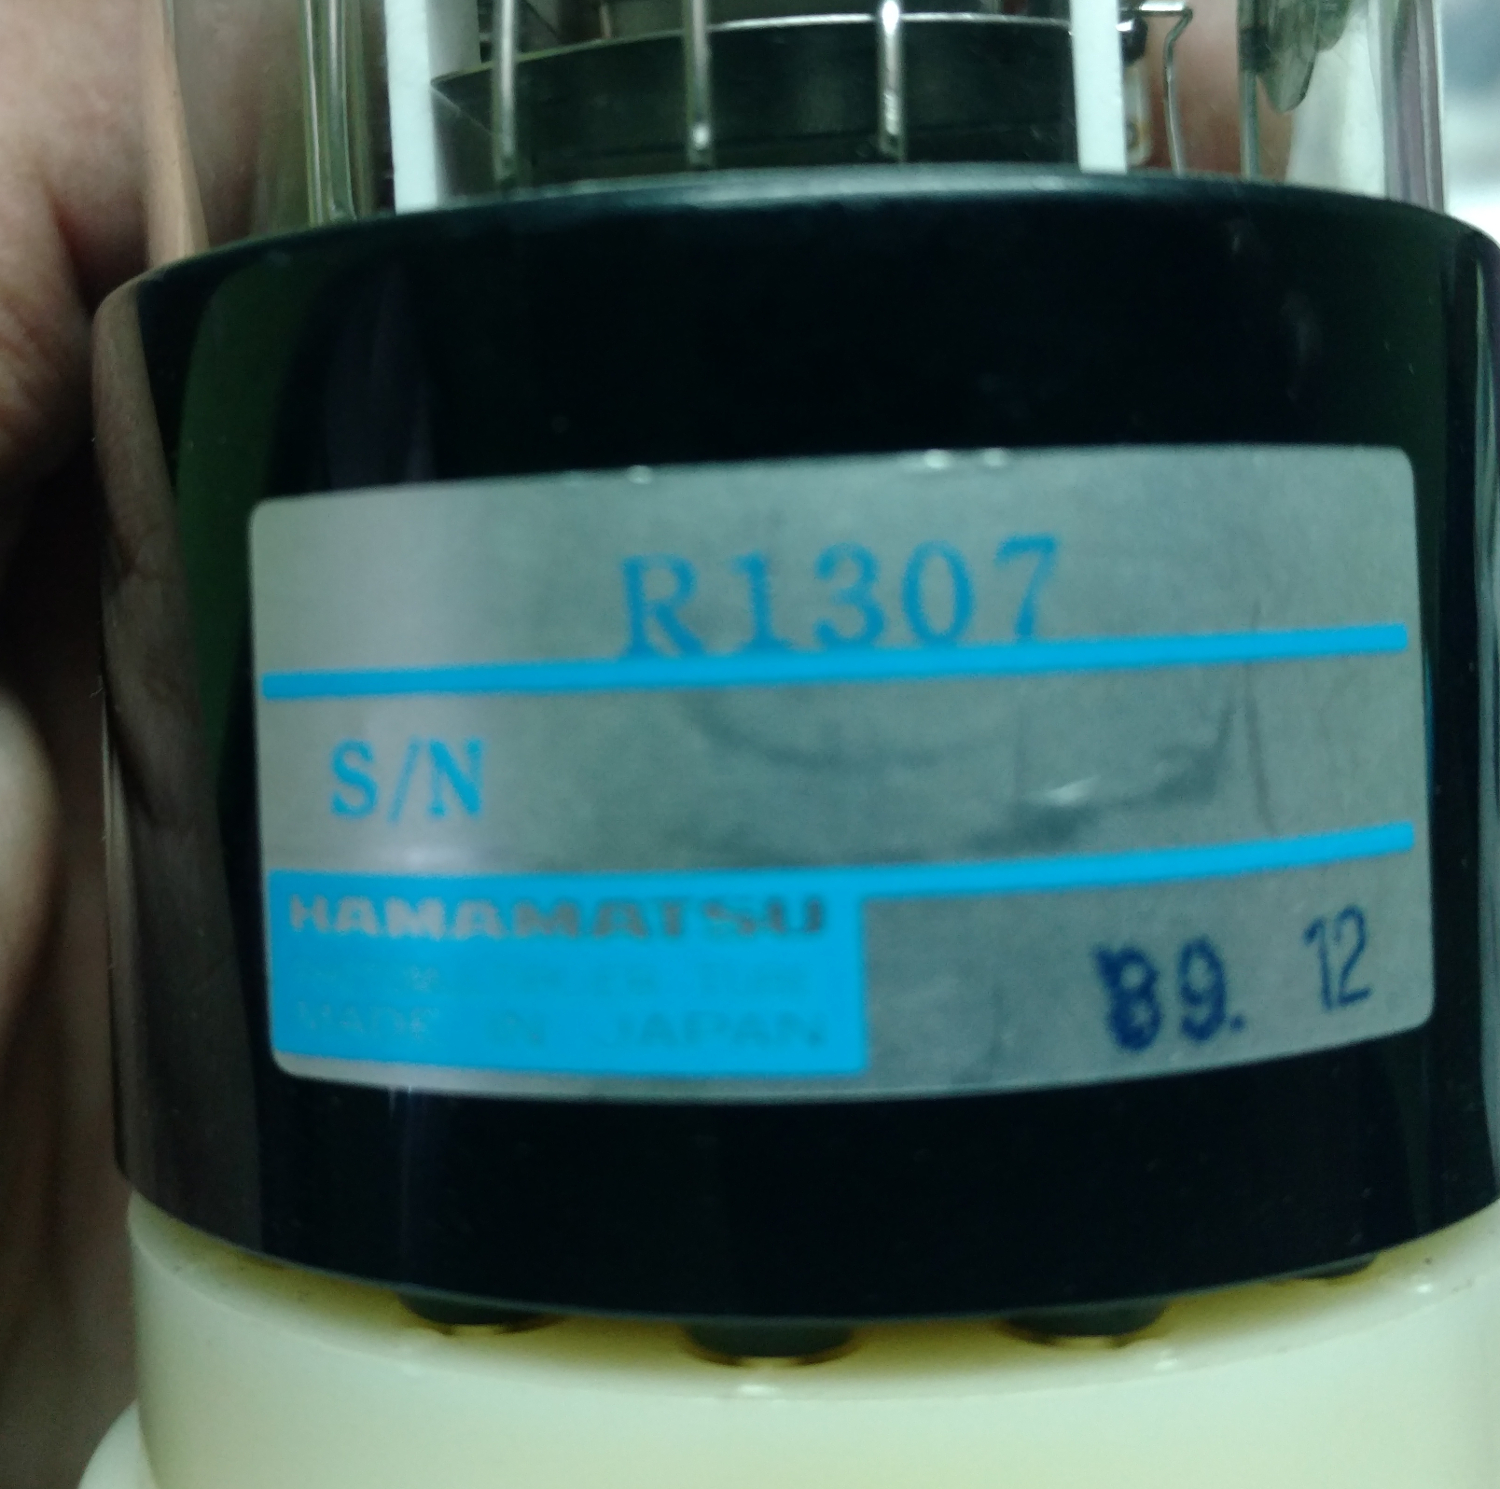 R1307
S/N
HAMAMATSU
MADE IN JAPAN
'89. 12